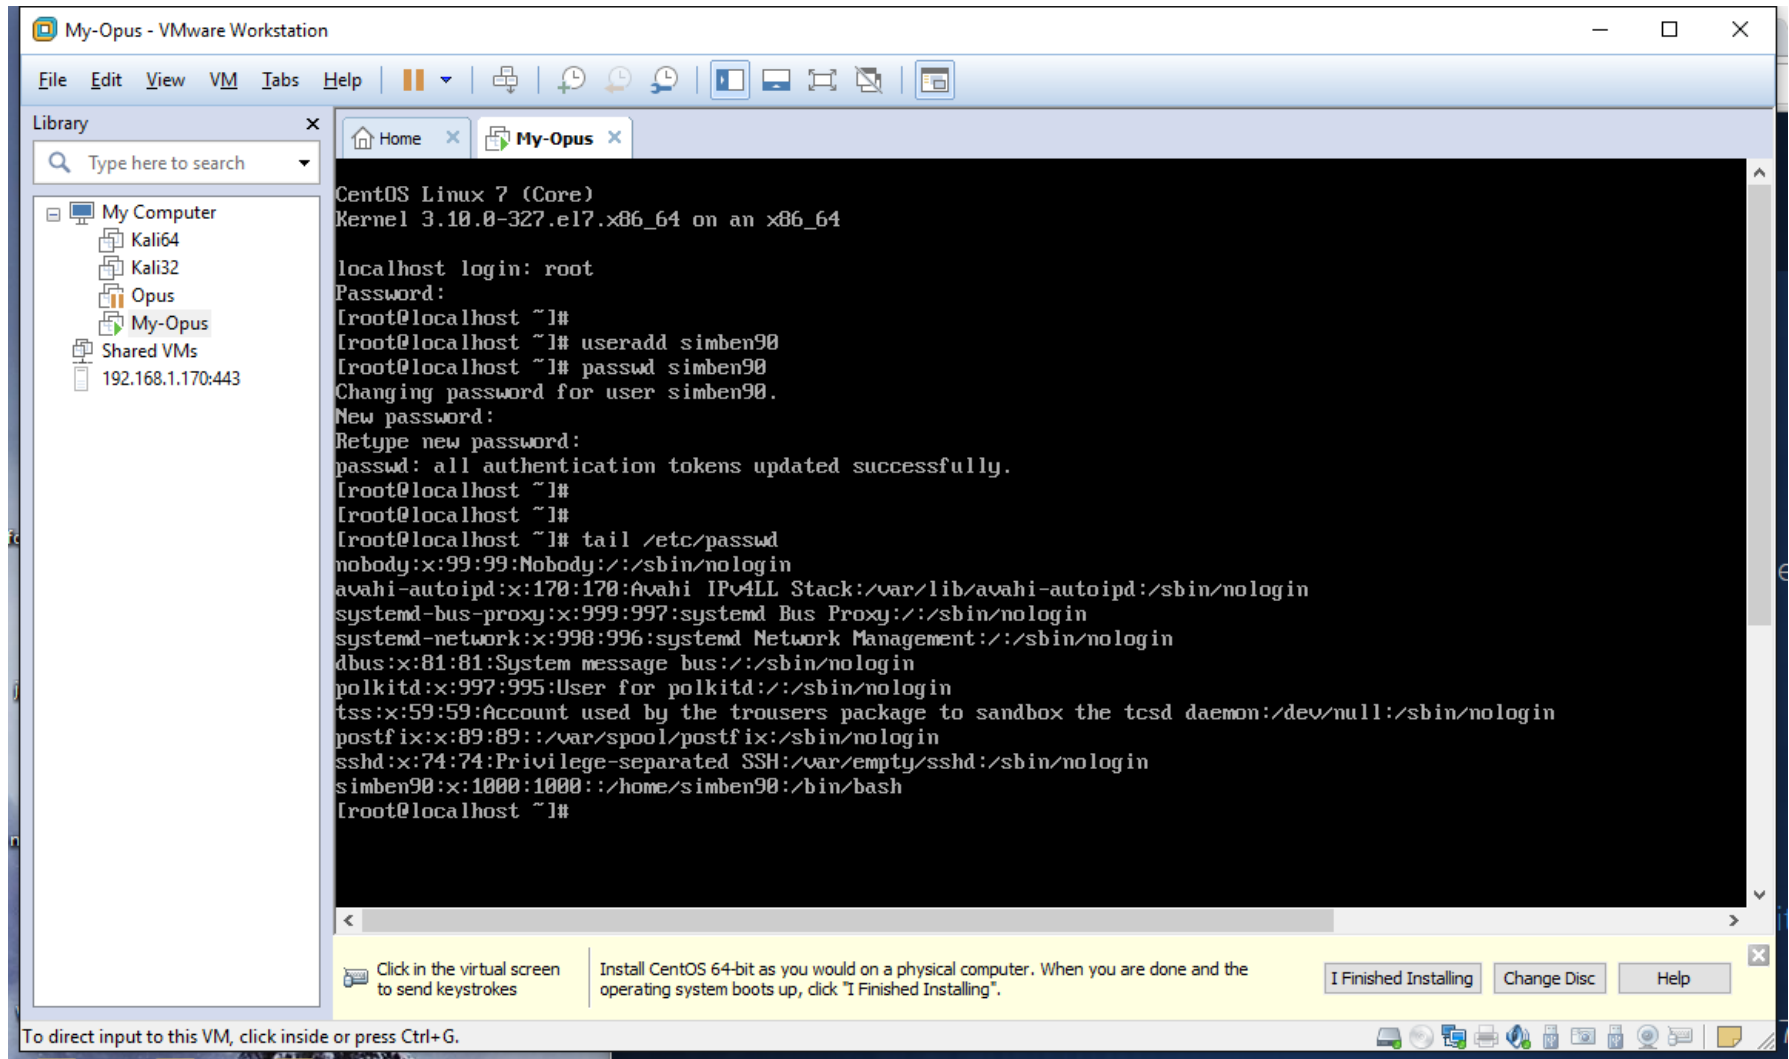 My-Opus - VMware Workstation
File Edit View VM Tabs Help
Library
Type here to search
My Computer
Kali64
Kali32
Opus
My-Opus
Shared VMs
192.168.1.170:443
Home
My-Opus
CentOS Linux 7 (Core)
Kernel 3.10.0-327.el7.x86_64 on an x86_64
localhost login: root
Password:
[root@localhost ~]#
[root@localhost ~]# useradd simben90
[root@localhost ~]# passwd simben90
Changing password for user simben90.
New password:
Retype new password:
passwd: all authentication tokens updated successfully.
[root@localhost ~]#
[root@localhost ~]#
[root@localhost ~]# tail /etc/passwd
nobody:x:99:99:Nobody:/:/sbin/nologin
avahi-autoipd:x:170:170:Avahi IPv4LL Stack:/var/lib/avahi-autoipd:/sbin/nologin
systemd-bus-proxy:x:999:997:systemd Bus Proxy:/:/sbin/nologin
systemd-network:x:998:996:systemd Network Management:/:/sbin/nologin
dbus:x:81:81:System message bus:/:/sbin/nologin
polkitd:x:997:995:User for polkitd:/:/sbin/nologin
tss:x:59:59:Account used by the trousers package to sandbox the tcsd daemon:/dev/null:/sbin/nologin
postfix:x:89:89::/var/spool/postfix:/sbin/nologin
sshd:x:74:74:Privilege-separated SSH:/var/empty/sshd:/sbin/nologin
simben90:x:1000:1000::/home/simben90:/bin/bash
[root@localhost ~]#
Click in the virtual screen
to send keystrokes
Install CentOS 64-bit as you would on a physical computer. When you are done and the
operating system boots up, click "I Finished Installing".
I Finished Installing
Change Disc
Help
To direct input to this VM, click inside or press Ctrl+G.